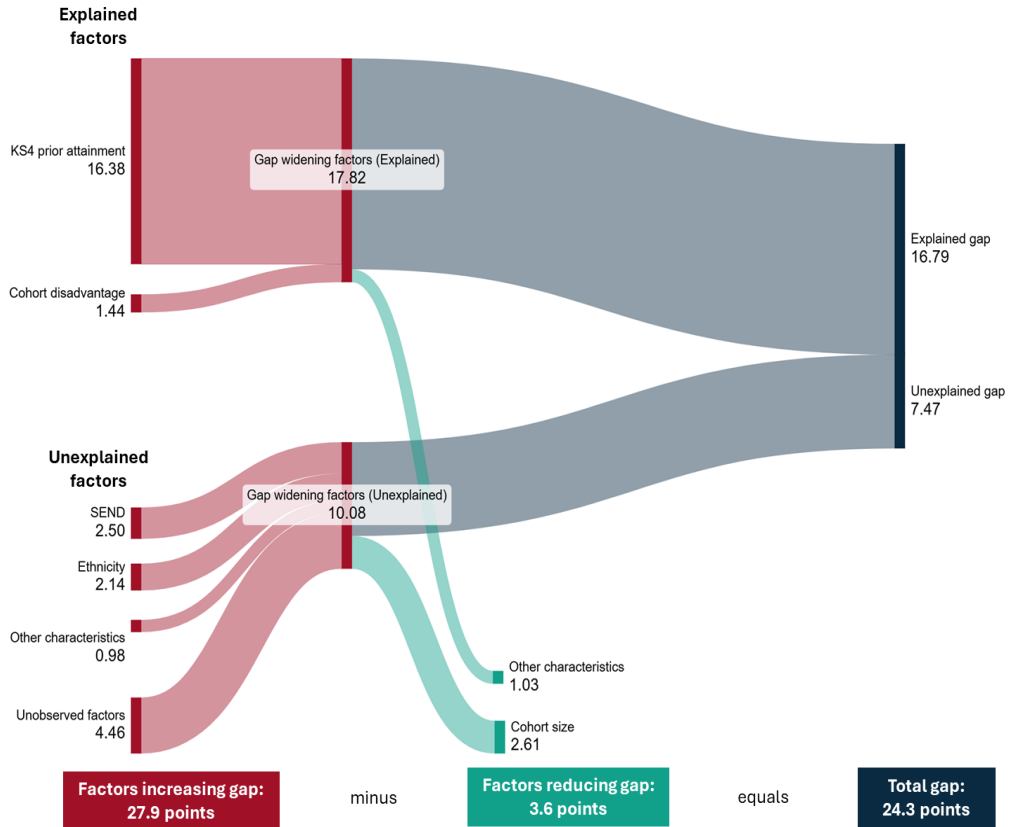 Explained
factors
KS4 prior attainment
16.38
Gap widening factors (Explained)
17.82
Cohort disadvantage
1.44
Explained gap
16.79
Unexplained gap
7.47
Unexplained
factors
SEND
2.50
Gap widening factors (Unexplained)
10.08
Ethnicity
2.14
Other characteristics
0.98
Unobserved factors
4.46
Other characteristics
1.03
Cohort size
2.61
Factors increasing gap:
27.9 points
minus
Factors reducing gap:
3.6 points
equals
Total gap:
24.3 points